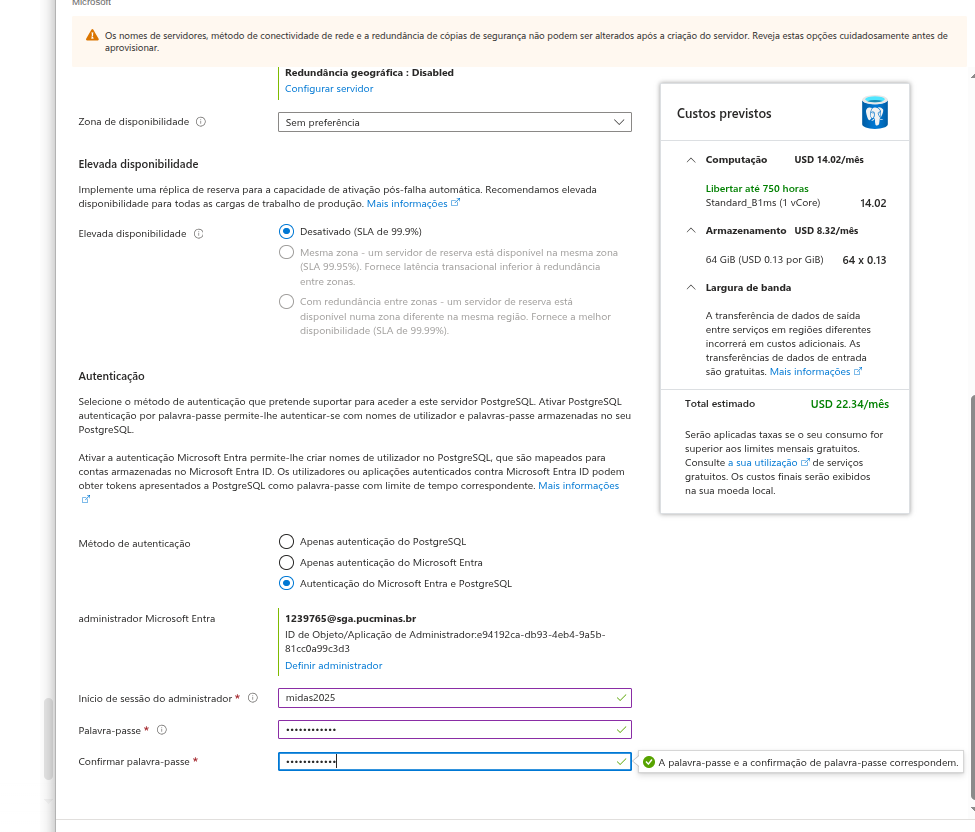 Microsoft
Os nomes de servidores, método de conectividade de rede e a redundância de cópias de segurança não podem ser alterados após a criação do servidor. Reveja estas opções cuidadosamente antes de
aprovisionar.
Redundância geográfica : Disabled
Configurar servidor
Zona de disponibilidade
Sem preferência
Elevada disponibilidade
Implemente uma réplica de reserva para a capacidade de ativação pós-falha automática. Recomendamos elevada
disponibilidade para todas as cargas de trabalho de produção. Mais informações
Elevada disponibilidade
Desativado (SLA de 99.9%)
Mesma zona - um servidor de reserva está disponível na mesma zona
(SLA 99.95%). Fornece latência transacional inferior à redundância
entre zonas.
Com redundância entre zonas - um servidor de reserva está
disponível numa zona diferente na mesma região. Fornece a melhor
disponibilidade (SLA de 99.99%).
Autenticação
Selecione o método de autenticação que pretende suportar para aceder a este servidor PostgreSQL. Ativar PostgreSQL
autenticação por palavra-passe permite-lhe autenticar-se com nomes de utilizador e palavras-passe armazenadas no seu
PostgreSQL.
Ativar a autenticação Microsoft Entra permite-lhe criar nomes de utilizador no PostgreSQL, que são mapeados para
contas armazenadas no Microsoft Entra ID. Os utilizadores ou aplicações autenticados contra Microsoft Entra ID podem
obter tokens apresentados a PostgreSQL como palavra-passe com limite de tempo correspondente. Mais informações
Método de autenticação
Apenas autenticação do PostgreSQL
Apenas autenticação do Microsoft Entra
Autenticação do Microsoft Entra e PostgreSQL
administrador Microsoft Entra
1239765@sga.pucminas.br
ID de Objeto/Aplicação de Administrador:e94192ca-db93-4eb4-9a5b-
81cc0a99c3d3
Definir administrador
Início de sessão do administrador *
midas2025
Palavra-passe *
••••••••••••
Confirmar palavra-passe *
••••••••••••
A palavra-passe e a confirmação de palavra-passe correspondem.
Custos previstos
Computação USD 14.02/mês
Libertar até 750 horas
Standard_B1ms (1 vCore) 14.02
Armazenamento USD 8.32/mês
64 GiB (USD 0.13 por GiB) 64 x 0.13
Largura de banda
A transferência de dados de saída
entre serviços em regiões diferentes
incorrerá em custos adicionais. As
transferências de dados de entrada
são gratuitas. Mais informações
Total estimado USD 22.34/mês
Serão aplicadas taxas se o seu consumo for
superior aos limites mensais gratuitos.
Consulte a sua utilização de serviços
gratuitos. Os custos finais serão exibidos
na sua moeda local.